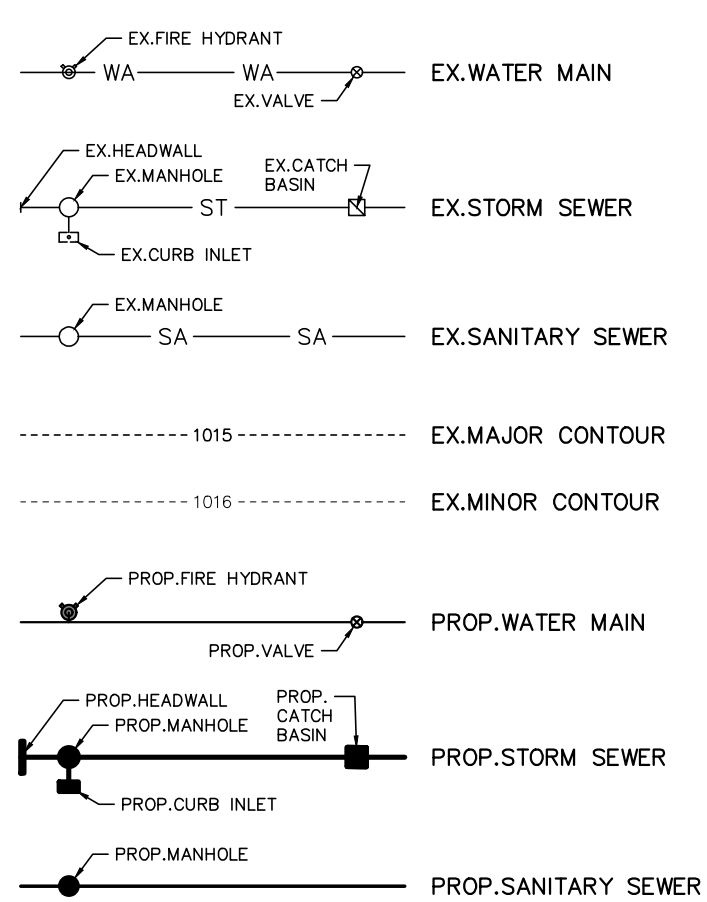 EX.FIRE HYDRANT
WA WA EX.WATER MAIN
EX.VALVE
EX.HEADWALL
EX.CATCH
BASIN
EX.MANHOLE
ST EX.STORM SEWER
EX.CURB INLET
EX.MANHOLE
SA SA EX.SANITARY SEWER
1015 EX.MAJOR CONTOUR
1016 EX.MINOR CONTOUR
PROP.FIRE HYDRANT
PROP.WATER MAIN
PROP.VALVE
PROP.HEADWALL
PROP.
CATCH
BASIN
PROP.MANHOLE
PROP.STORM SEWER
PROP.CURB INLET
PROP.MANHOLE
PROP.SANITARY SEWER